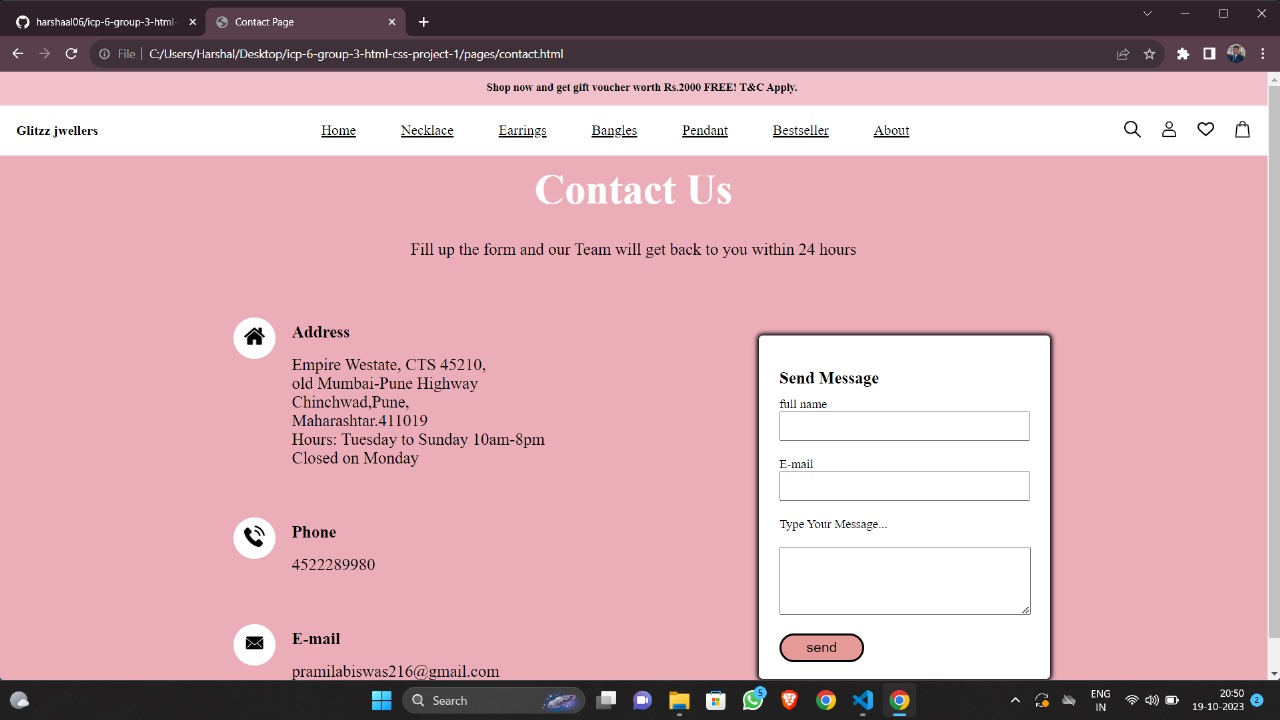 harshaal06/icp-6-group-3-html-
Contact Page
File
C:/Users/Harshal/Desktop/icp-6-group-3-html-css-project-1/pages/contact.html
Shop now and get gift voucher worth Rs.2000 FREE! T&C Apply.
Glitzz jwellers
Home
Necklace
Earrings
Bangles
Pendant
Bestseller
About
Contact Us
Fill up the form and our Team will get back to you within 24 hours
Address
Empire Westate, CTS 45210,
old Mumbai-Pune Highway
Chinchwad,Pune,
Maharashtar.411019
Hours: Tuesday to Sunday 10am-8pm
Closed on Monday
Phone
4522289980
E-mail
pramilabiswas216@gmail.com
Send Message
full name
E-mail
Type Your Message...
send
Search
5
ENG
IN
20:50
19-10-2023
2